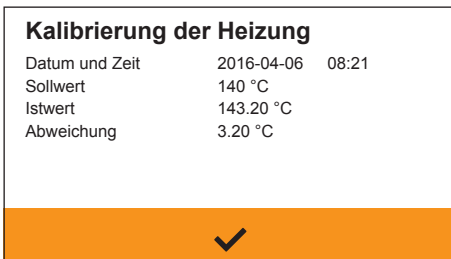 Kalibrierung der Heizung
Datum und Zeit 2016-04-06 08:21
Sollwert 140 °C
Istwert 143.20 °C
Abweichung 3.20 °C